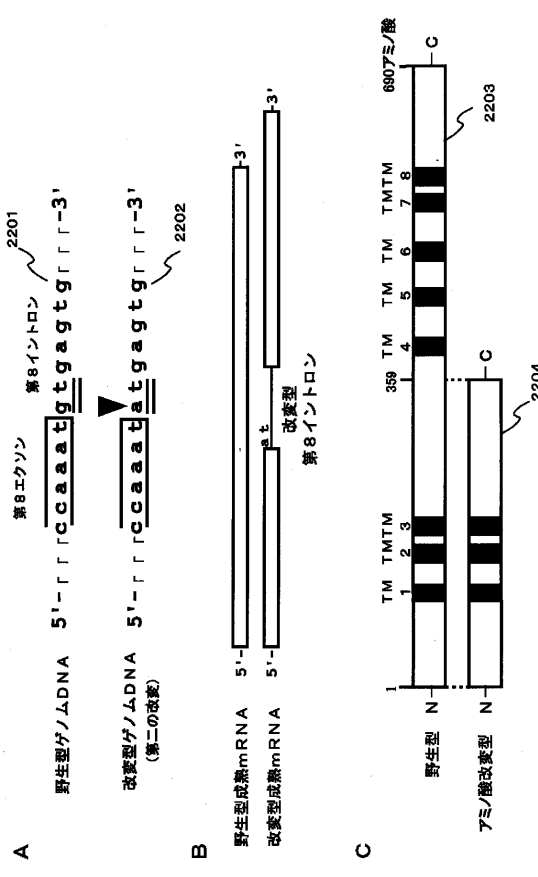 A
第8エクソン
第8イントロン
2201
野生型ゲノムDNA 5'-┌┌┌ccaaatgtgagtg┌┌┌-3'
改変型ゲノムDNA 5'-┌┌┌ccaaatatgagtg┌┌┌-3'
(第二の改変)
2202
B
野生型成熟mRNA 5'- -3'
改変型成熟mRNA 5'- at -3'
改変型
第8イントロン
C
1 359 690アミノ酸
TM TMTM TM TM TM TMTM
野生型 N 1 2 3 4 5 6 7 8 C
2203
アミノ酸改変型 N C
2204